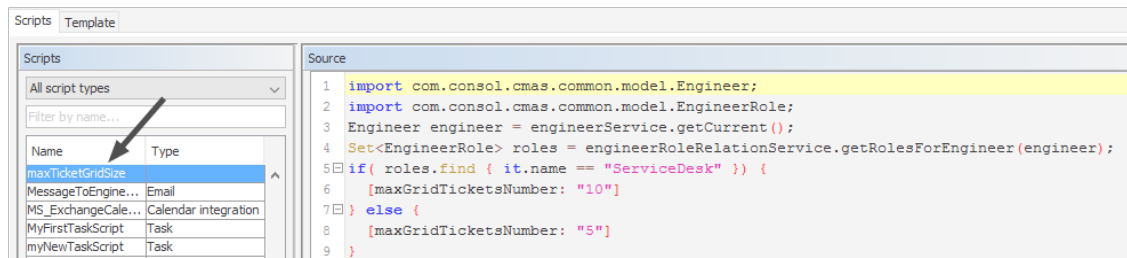 Scripts Template
Scripts
All script types
Filter by name...
Name Type
maxTicketGridSize
MessageToEngine... Email
MS_ExchangeCale... Calendar integration
MyFirstTaskScript Task
myNewTaskScript Task
Source
1 import com.consol.cmas.common.model.Engineer;
2 import com.consol.cmas.common.model.EngineerRole;
3 Engineer engineer = engineerService.getCurrent();
4 Set<EngineerRole> roles = engineerRoleRelationService.getRolesForEngineer(engineer);
5 if( roles.find { it.name == "ServiceDesk" }) {
6 [maxGridTicketsNumber: "10"]
7 } else {
8 [maxGridTicketsNumber: "5"]
9 }